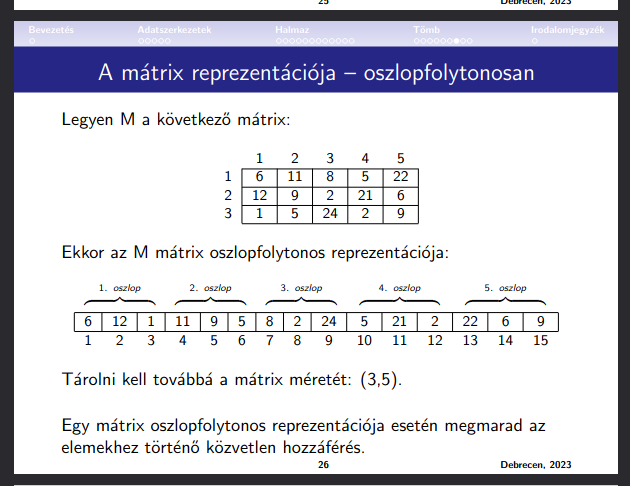 25 Debrecen, 2023
Bevezetés Adatszerkezetek Halmaz Tömb Irodalomjegyzék
A mátrix reprezentációja – oszlopfolytonosan
Legyen M a következő mátrix:
1 2 3 4 5
1 6 11 8 5 22
2 12 9 2 21 6
3 1 5 24 2 9
Ekkor az M mátrix oszlopfolytonos reprezentációja:
1. oszlop 2. oszlop 3. oszlop 4. oszlop 5. oszlop
6 12 1 11 9 5 8 2 24 5 21 2 22 6 9
1 2 3 4 5 6 7 8 9 10 11 12 13 14 15
Tárolni kell továbbá a mátrix méretét: (3,5).
Egy mátrix oszlopfolytonos reprezentációja esetén megmarad az
elemekhez történő közvetlen hozzáférés.
26 Debrecen, 2023